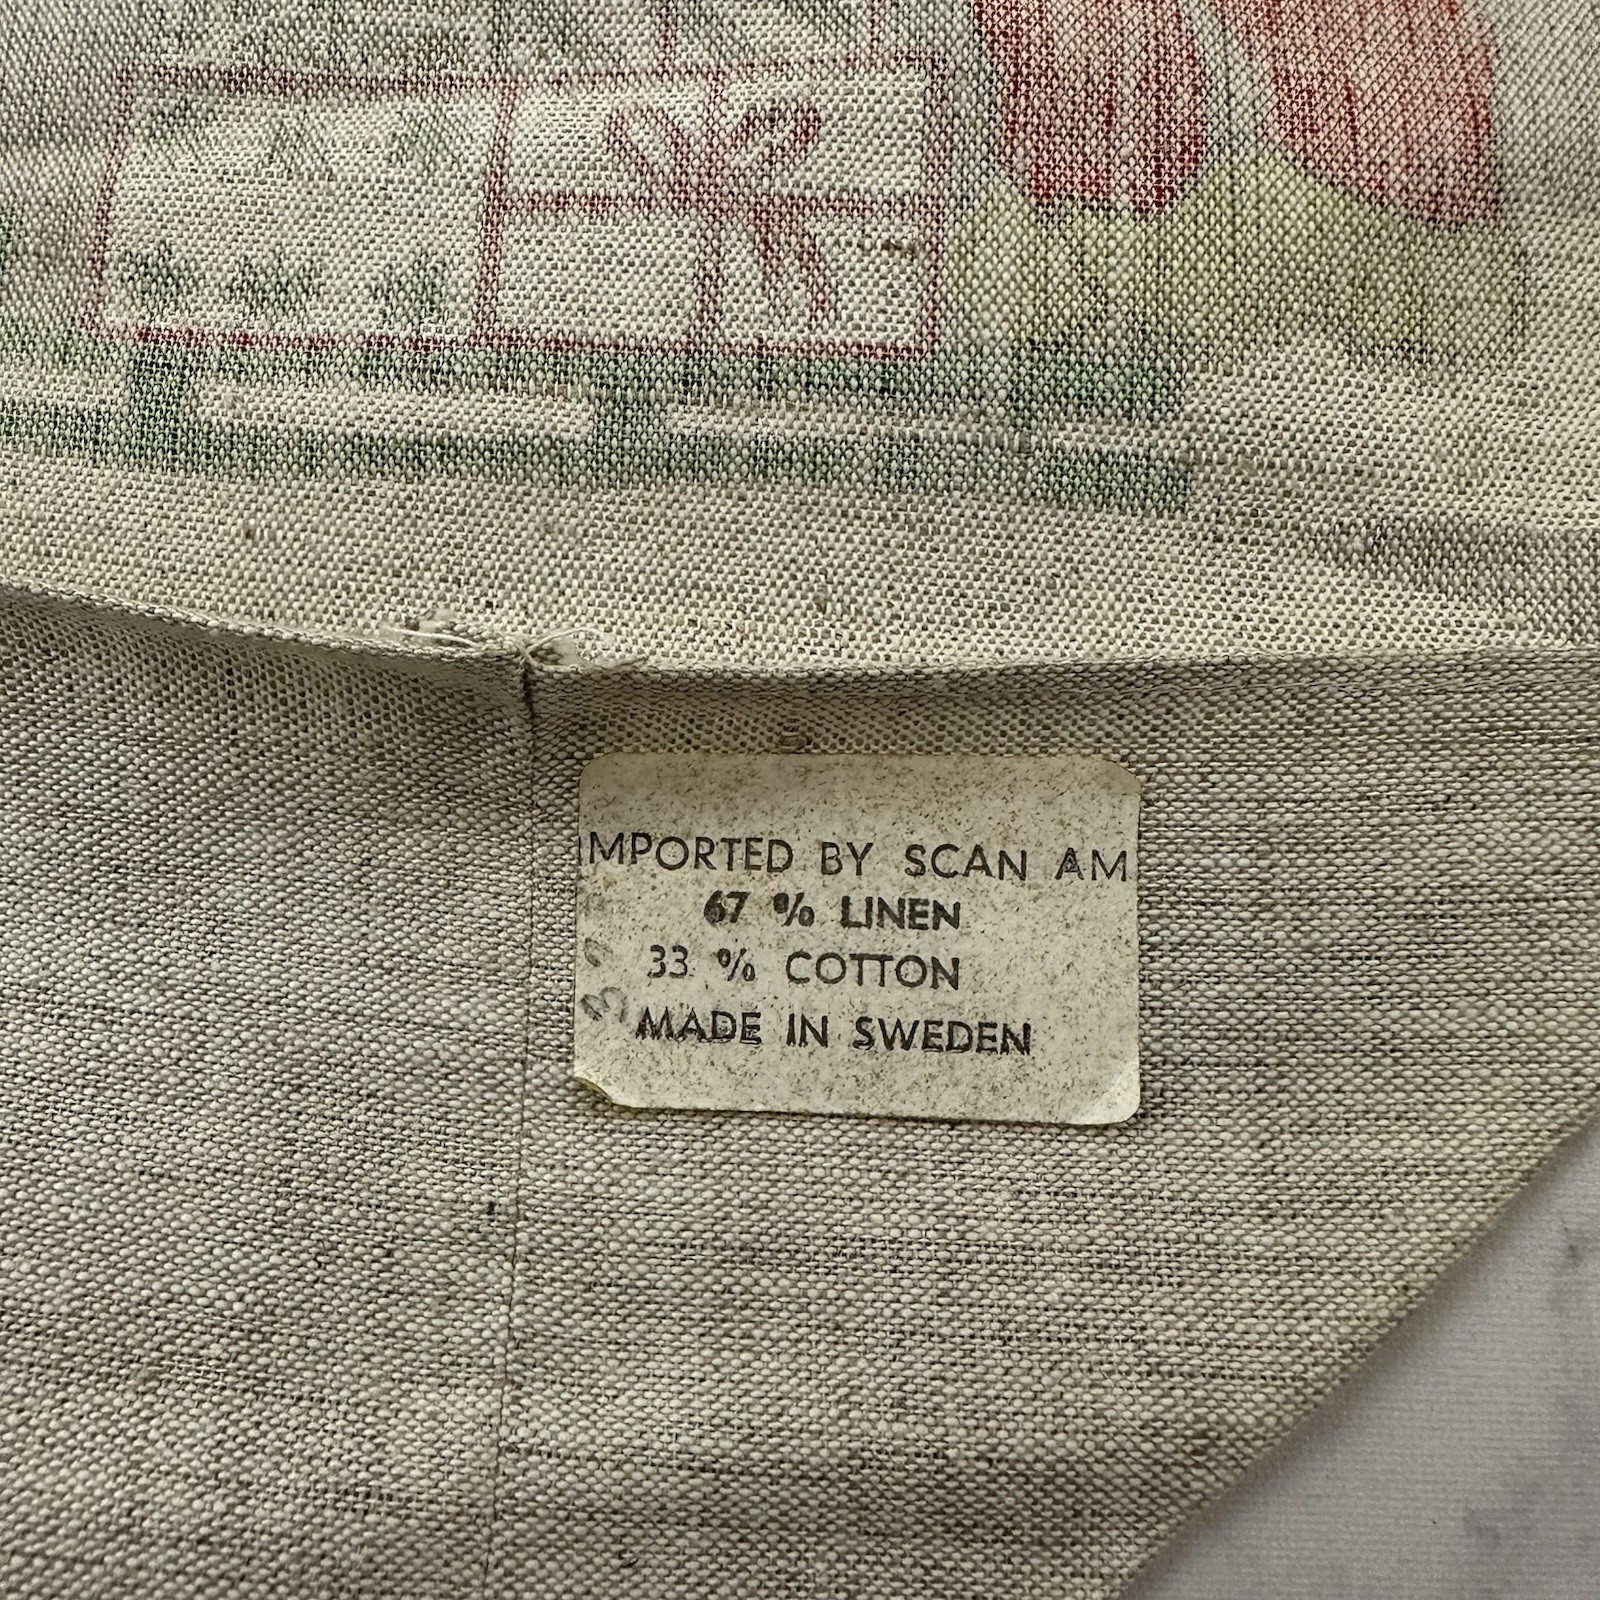 IMPORTED BY SCAN AM
67 % LINEN
33 % COTTON
MADE IN SWEDEN